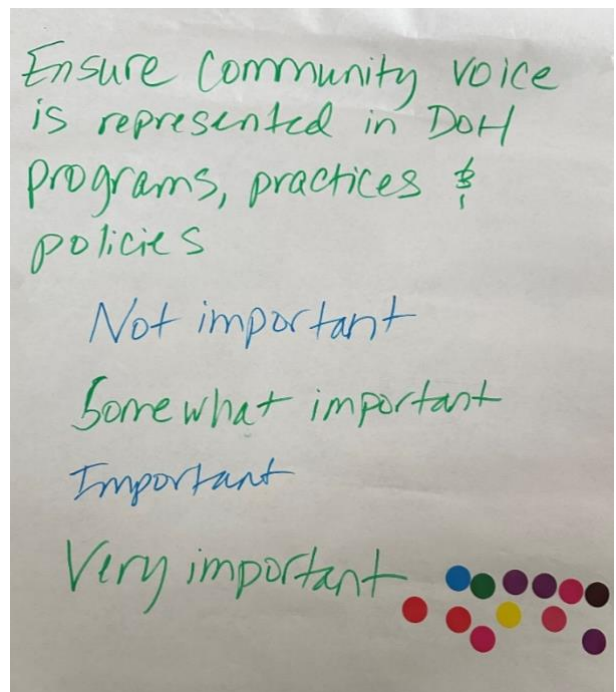 Ensure Community voice
is represented in DOH
programs, practices &
policies
Not important
Somewhat important
Important
Very important